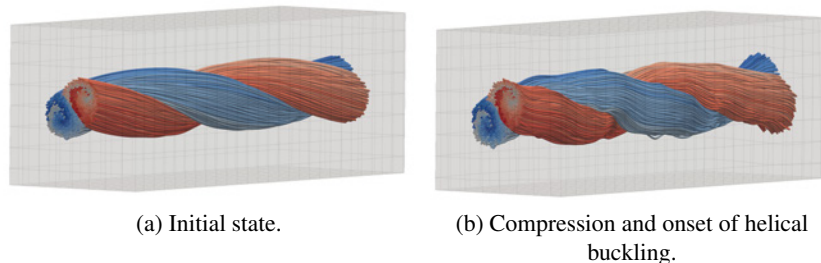 (a) Initial state.
(b) Compression and onset of helical
buckling.